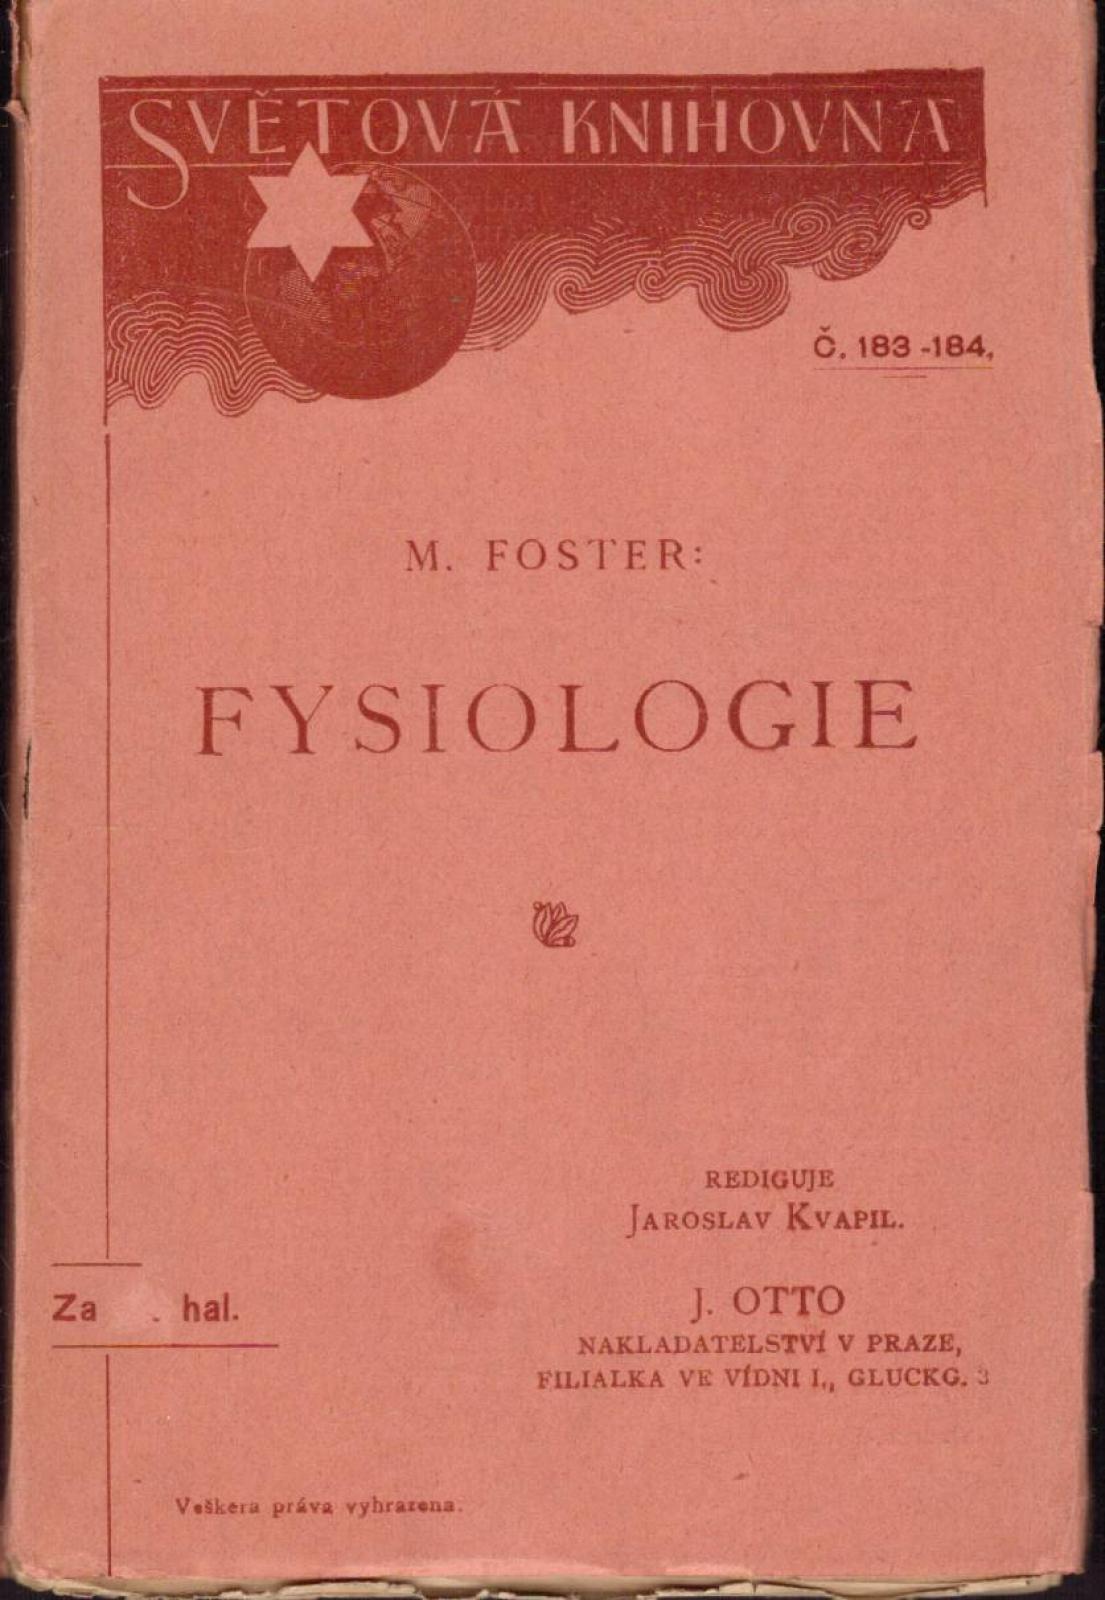 SVĚTOVÁ KNIHOVNA
Č. 183-184.
M. FOSTER:
FYSIOLOGIE
REDIGUJE
JAROSLAV KVAPIL.
Za hal.
J. OTTO
NAKLADATELSTVÍ V PRAZE,
FILIALKA VE VÍDNI I., GLUCKG. 3
Veškera práva vyhrazena.